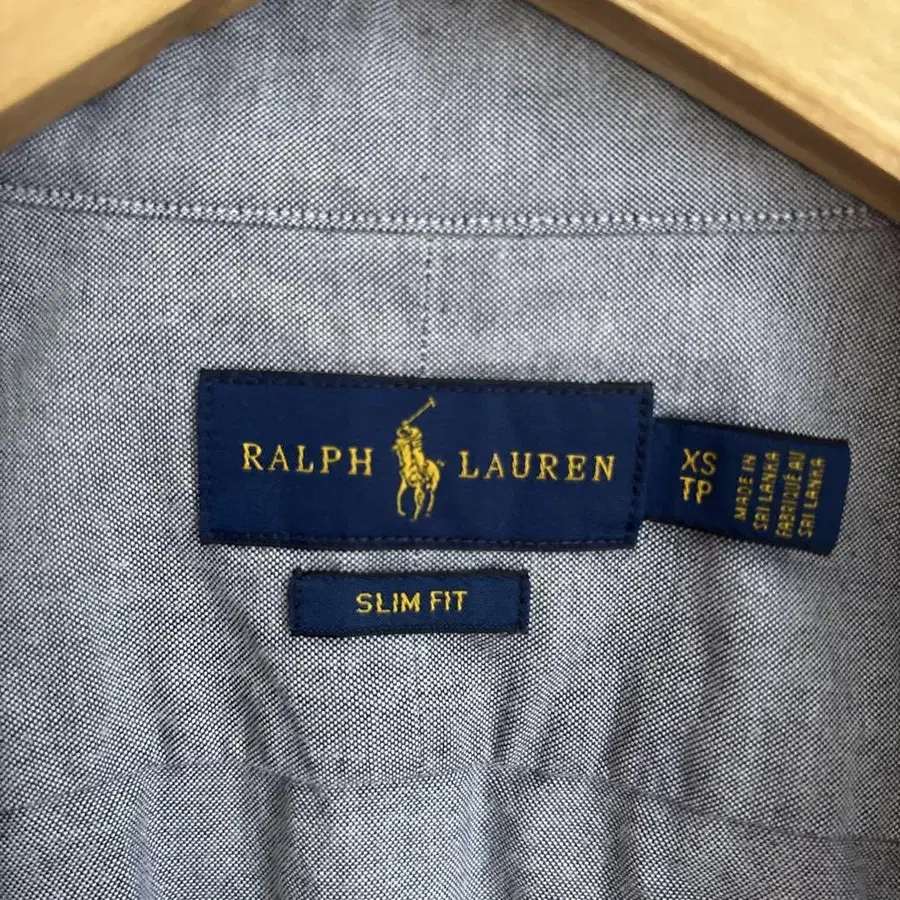 RALPH LAUREN
XS
TP
MADE IN
SRI LANKA
FABRIQUÉ AU
SRI LANKA
SLIM FIT